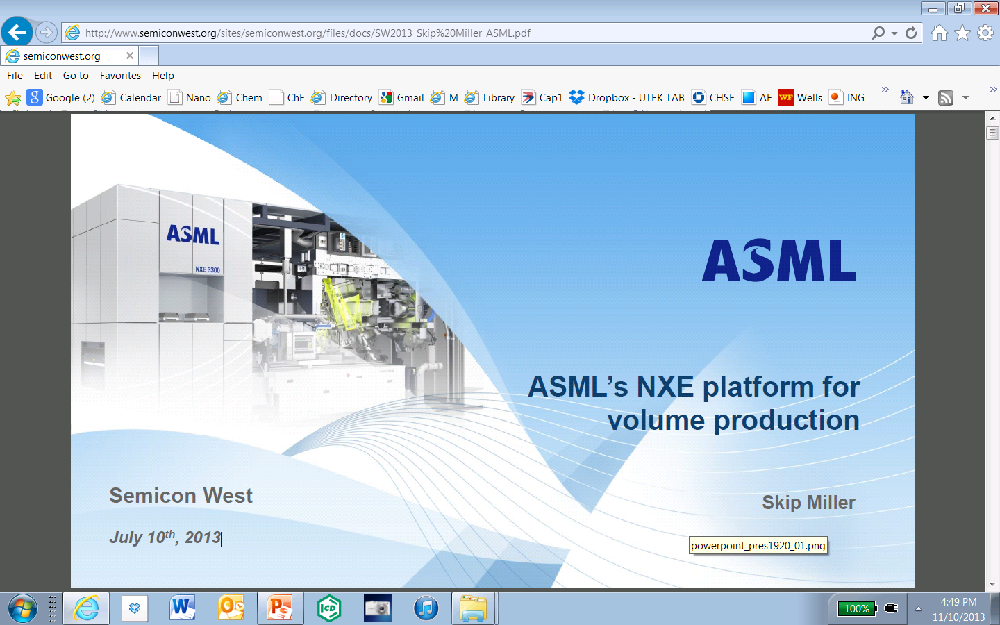 http://www.semiconwest.org/sites/semiconwest.org/files/docs/SW2013_Skip%20Miller_ASML.pdf
semiconwest.org
File Edit Go to Favorites Help
Google (2) Calendar Nano Chem ChE Directory Gmail M Library Cap1 Dropbox - UTEK TAB CHSE AE WF Wells ING
ASML
NXE 3300
ASML
ASML's NXE platform for
volume production
Semicon West
Skip Miller
July 10th, 2013
powerpoint_pres1920_01.png
ICD
100%
4:49 PM
11/10/2013